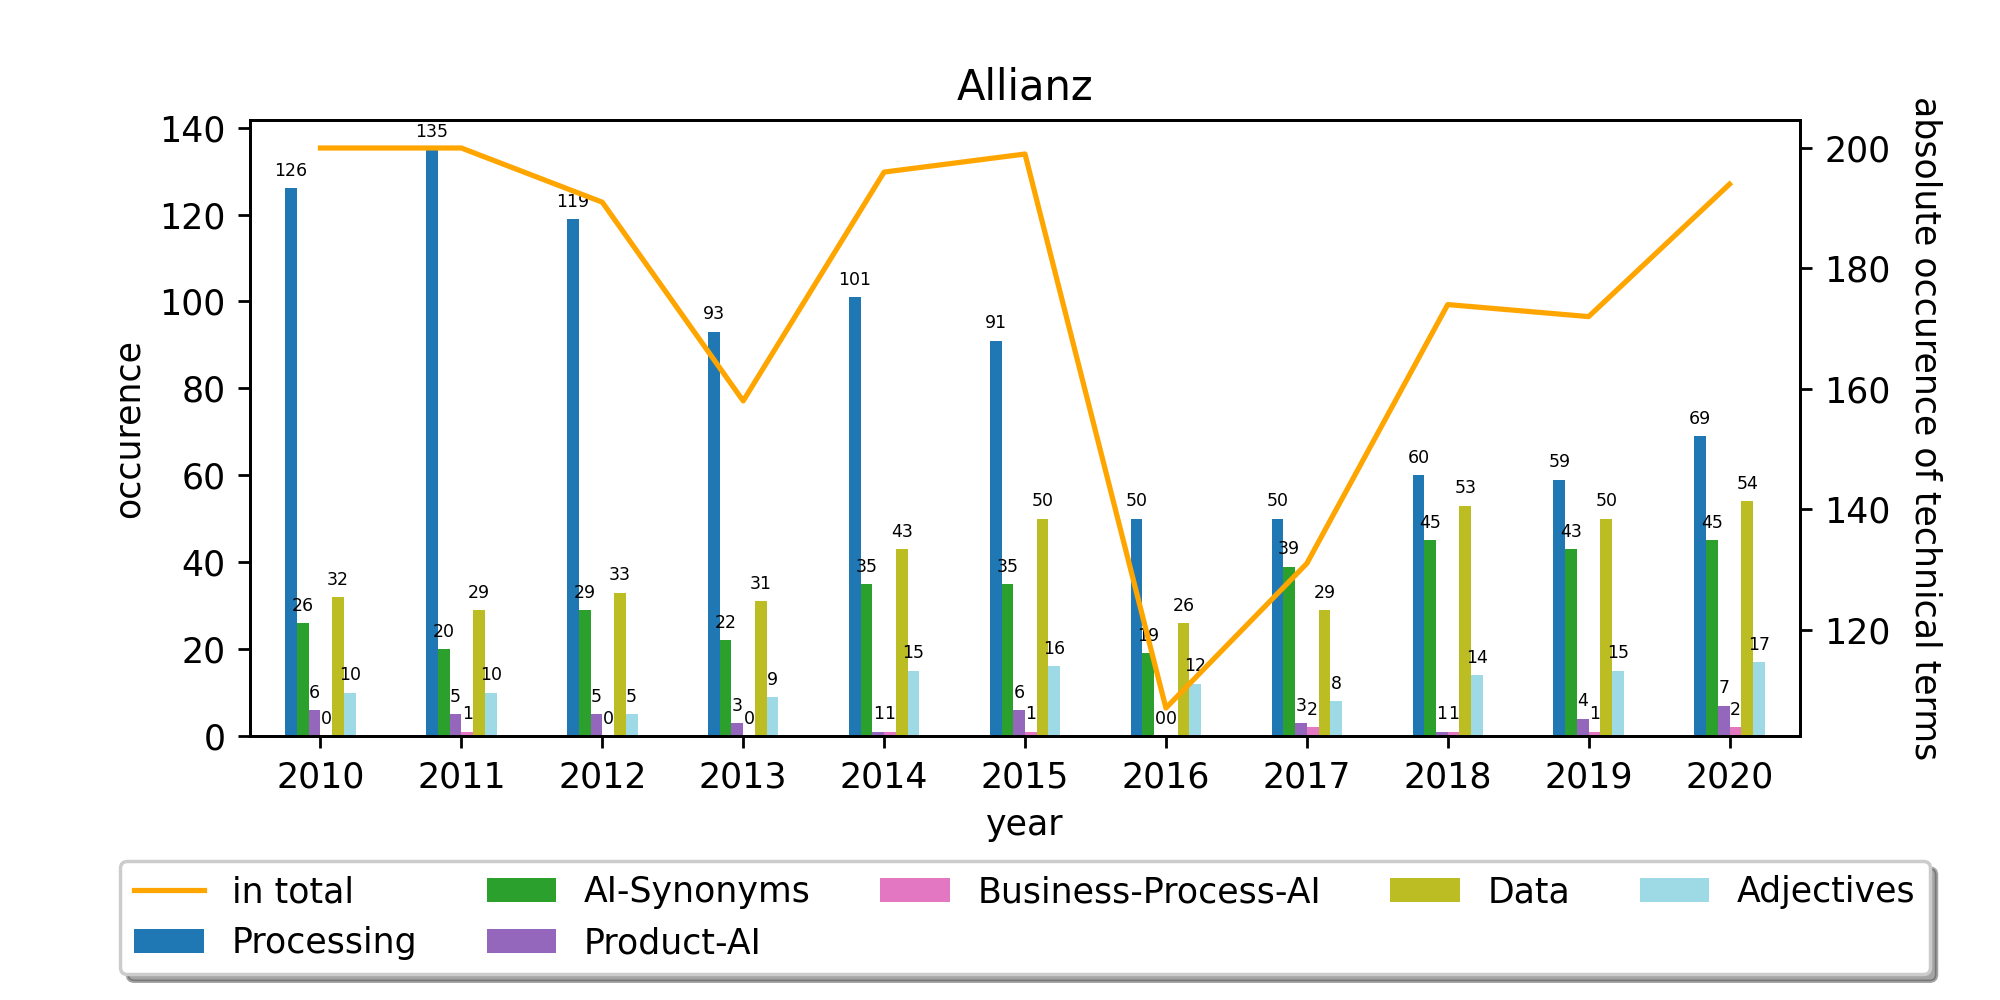 Allianz
140
120
100
80
60
40
20
0
occurence
200
180
160
140
120
absolute occurence of technical terms
126 26 6 0 32 10
135 20 5 1 29 10
119 29 5 0 33 5
93 22 3 0 31 9
101 35 1 1 43 15
91 35 6 1 50 16
50 19 0 0 26 12
50 39 3 2 29 8
60 45 1 1 53 14
59 43 4 1 50 15
69 45 7 2 54 17
2010 2011 2012 2013 2014 2015 2016 2017 2018 2019 2020
year
in total AI-Synonyms Business-Process-AI Data Adjectives
Processing Product-AI